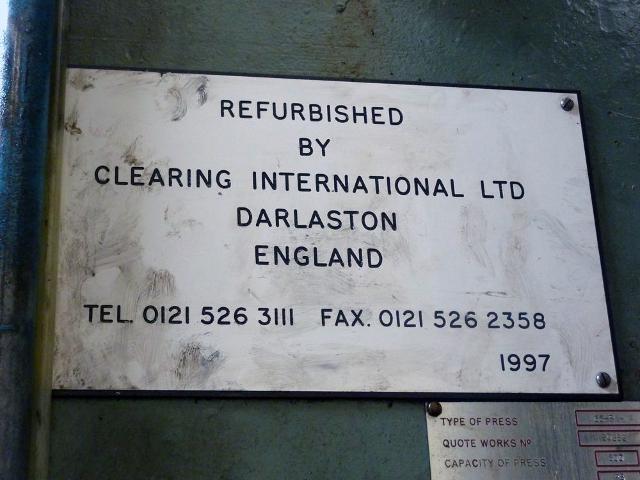 REFURBISHED
BY
CLEARING INTERNATIONAL LTD
DARLASTON
ENGLAND
TEL. 0121 526 3111 FAX. 0121 526 2358
1997
TYPE OF PRESS
QUOTE WORKS Nº
CAPACITY OF PRESS